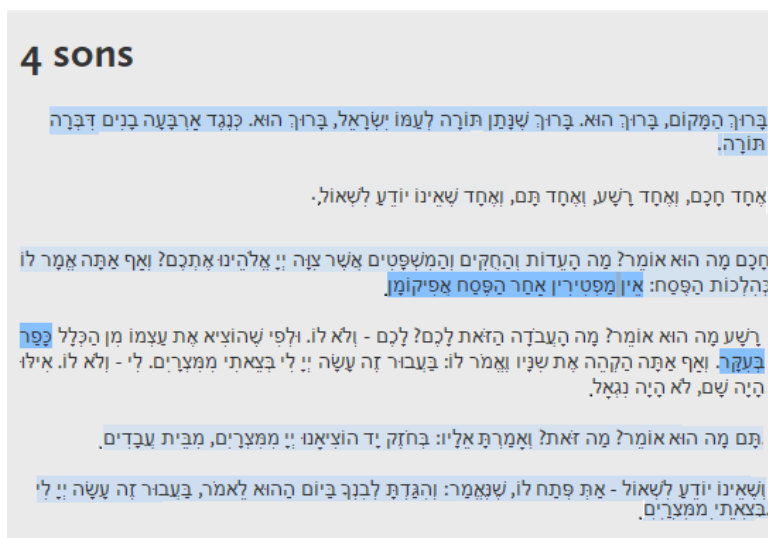 4 sons
בָּרוּךְ הַמָּקוֹם, בָּרוּךְ הוּא. בָּרוּךְ שֶׁנָּתַן תּוֹרָה לְעַמּוֹ יִשְׂרָאֵל, בָּרוּךְ הוּא. כְּנֶגֶד אַרְבָּעָה בָנִים דִּבְּרָה
תּוֹרָה.
אֶחָד חָכָם, וְאֶחָד רָשָׁע, וְאֶחָד תָּם, וְאֶחָד שֶׁאֵינוֹ יוֹדֵעַ לִשְׁאוֹל.
חָכָם מָה הוּא אוֹמֵר? מַה הָעֵדוֹת וְהַחֻקִּים וְהַמִּשְׁפָּטִים אֲשֶׁר צִוָּה יְיָ אֱלֹהֵינוּ אֶתְכֶם? וְאַף אַתָּה אֱמָר לוֹ
כְּהִלְכוֹת הַפֶּסַח: אֵין מַפְטִירִין אַחַר הַפֶּסַח אֲפִיקוֹמָן.
רָשָׁע מָה הוּא אוֹמֵר? מָה הָעֲבֹדָה הַזֹּאת לָכֶם? לָכֶם - וְלֹא לוֹ. וּלְפִי שֶׁהוֹצִיא אֶת עַצְמוֹ מִן הַכְּלָל כָּפַר
בְּעִקָּר. וְאַף אַתָּה הַקְהֵה אֶת שִׁנָּיו וֶאֱמֹר לוֹ: בַּעֲבוּר זֶה עָשָׂה יְיָ לִי בְּצֵאתִי מִמִּצְרָיִם. לִי - וְלֹא לוֹ. אִילּוּ
הָיָה שָׁם, לֹא הָיָה נִגְאָל.
תָּם מָה הוּא אוֹמֵר? מַה זֹּאת? וְאָמַרְתָּ אֵלָיו: בְּחֹזֶק יָד הוֹצִיאָנוּ יְיָ מִמִּצְרָיִם, מִבֵּית עֲבָדִים.
וְשֶׁאֵינוֹ יוֹדֵעַ לִשְׁאוֹל - אַתְּ פְּתַח לוֹ, שֶׁנֶּאֱמַר: וְהִגַּדְתָּ לְבִנְךָ בַּיּוֹם הַהוּא לֵאמֹר, בַּעֲבוּר זֶה עָשָׂה יְיָ לִי
בְּצֵאתִי מִמִּצְרַיִם.